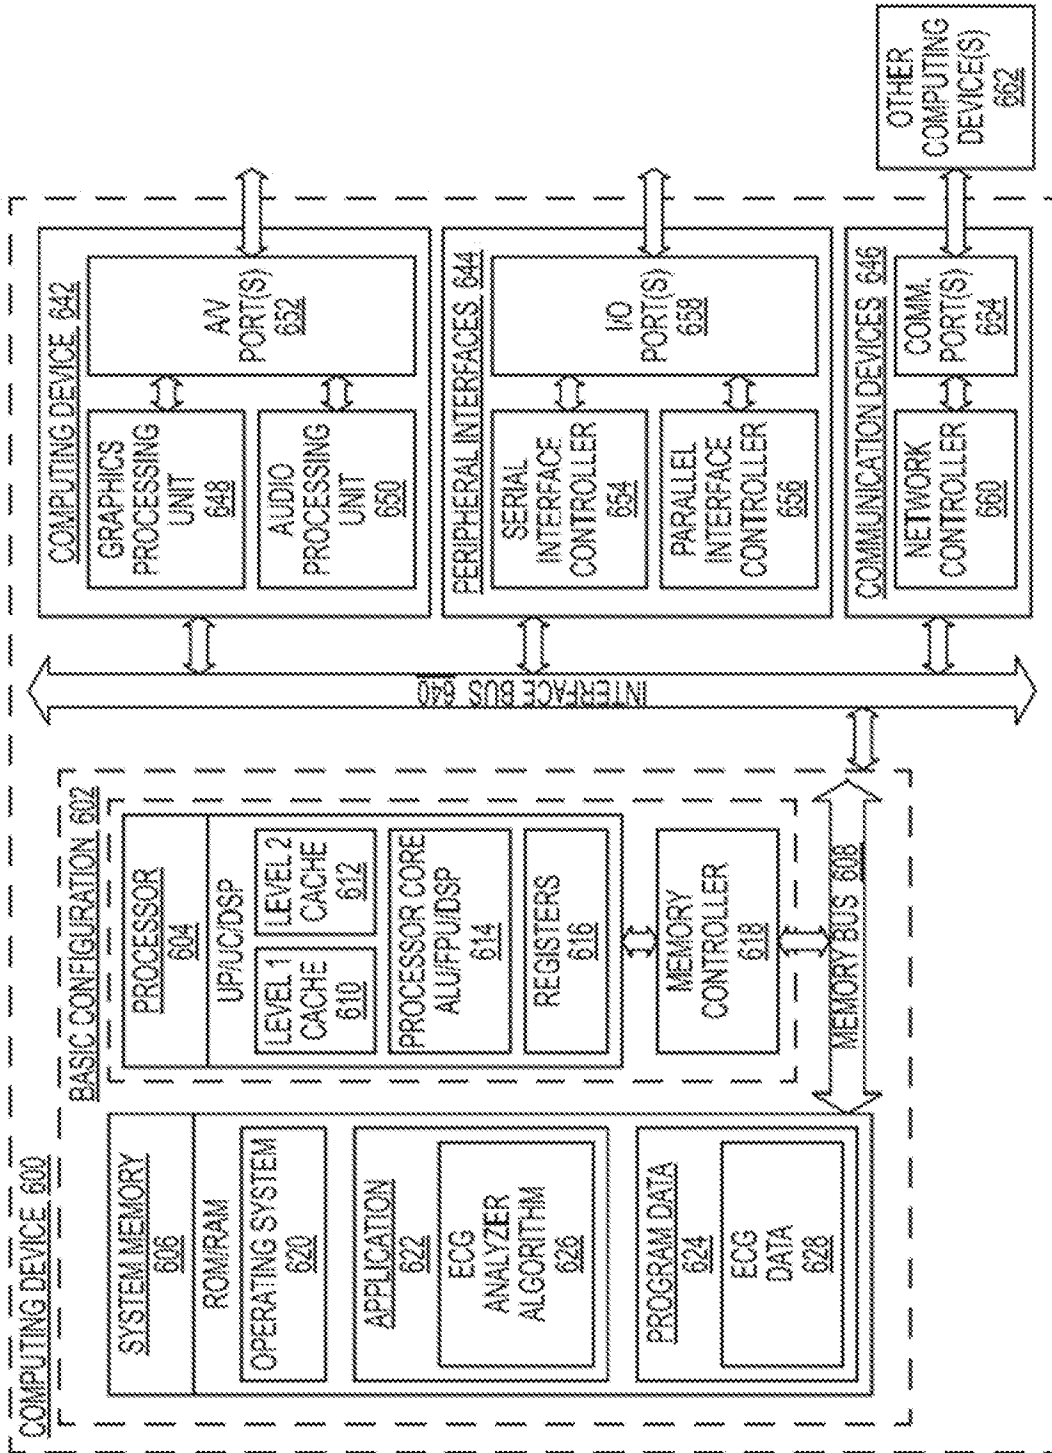 COMPUTING DEVICE 600
BASIC CONFIGURATION 602
SYSTEM MEMORY
606
ROM/RAM
OPERATING SYSTEM
620
APPLICATION
622
ECG
ANALYZER
ALGORITHM
626
PROGRAM DATA
624
ECG
DATA
628
PROCESSOR
604
UP/UC/DSP
LEVEL 1
CACHE
610
LEVEL 2
CACHE
612
PROCESSOR CORE
ALU/FPU/DSP
614
REGISTERS
616
MEMORY
CONTROLLER
618
MEMORY BUS 608
INTERFACE BUS 640
COMPUTING DEVICE 642
GRAPHICS
PROCESSING
UNIT
648
AUDIO
PROCESSING
UNIT
650
A/V
PORT(S)
652
PERIPHERAL INTERFACES 644
SERIAL
INTERFACE
CONTROLLER
654
PARALLEL
INTERFACE
CONTROLLER
656
I/O
PORT(S)
658
COMMUNICATION DEVICES 646
NETWORK
CONTROLLER
660
COMM.
PORT(S)
664
OTHER
COMPUTING
DEVICE(S)
662